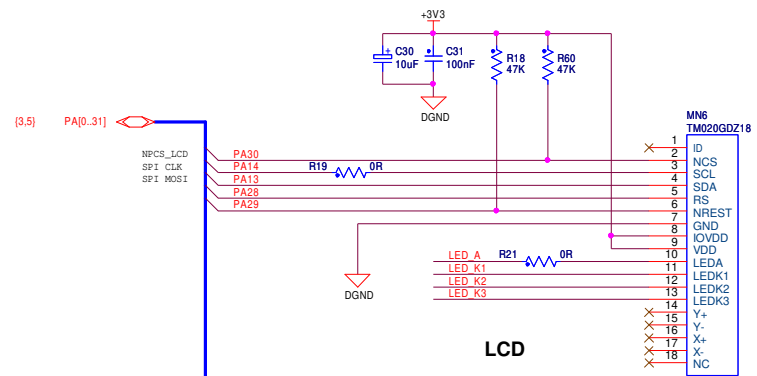 +3V3
C30
10uF
C31
100nF
R18
47K
R60
47K
DGND
{3,5} PA[0..31]
MN6
TM020GDZ18
NPCS_LCD PA30
SPI CLK PA14 R19 0R
SPI MOSI PA13
PA28
PA29
1 ID
2 NCS
3 SCL
4 SDA
5 RS
6 NREST
7 GND
8 IOVDD
9 VDD
10 LEDA
11 LEDK1
12 LEDK2
13 LEDK3
14 Y+
15 Y-
16 X+
17 X-
18 NC
LED_A R21 0R
LED_K1
LED_K2
LED_K3
DGND
LCD